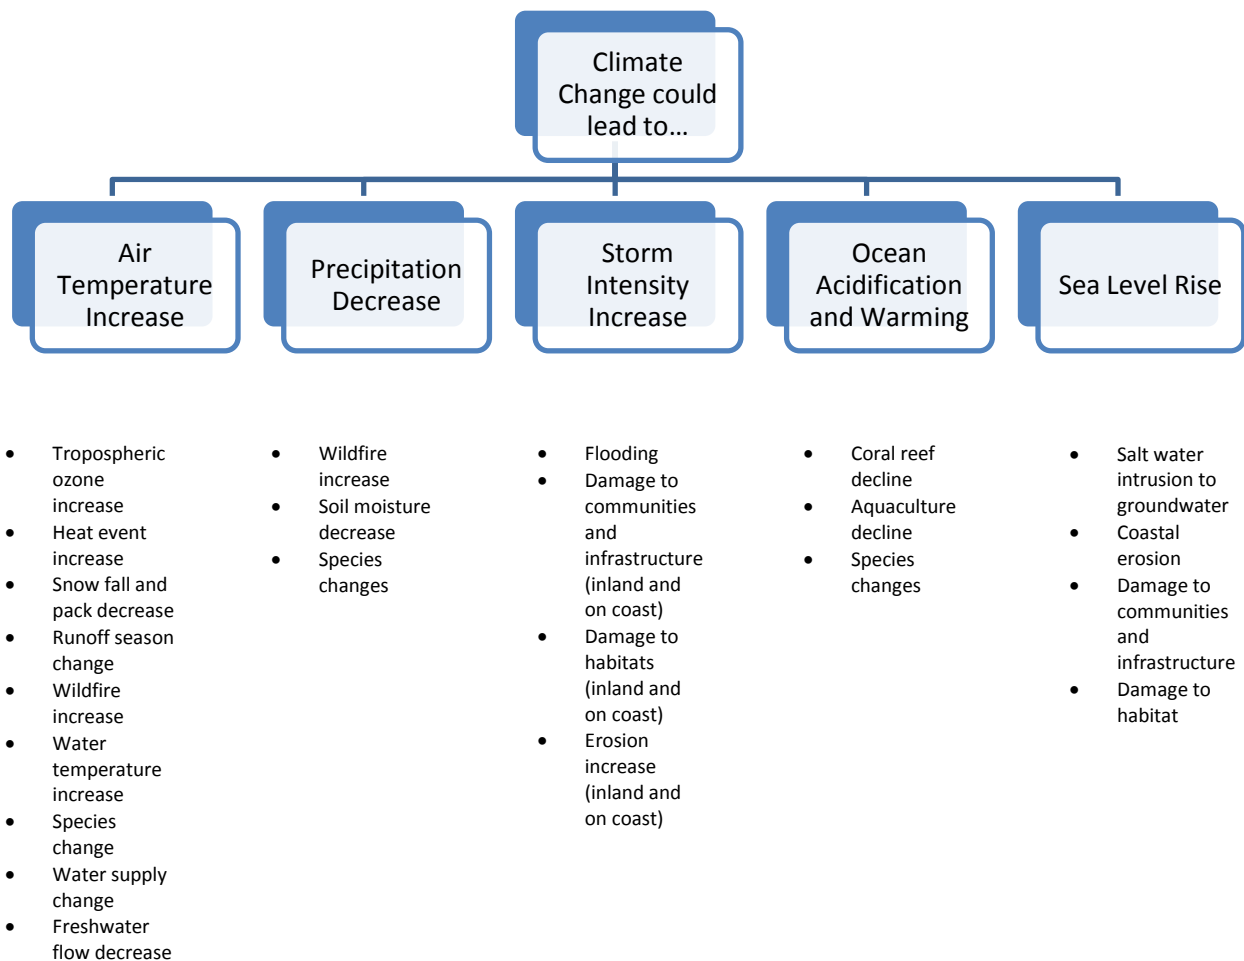 Climate
Change could
lead to…
Air
Temperature
Increase
Precipitation
Decrease
Storm
Intensity
Increase
Ocean
Acidification
and Warming
Sea Level Rise
• Tropospheric
ozone
increase
• Heat event
increase
• Snow fall and
pack decrease
• Runoff season
change
• Wildfire
increase
• Water
temperature
increase
• Species
change
• Water supply
change
• Freshwater
flow decrease
• Wildfire
increase
• Soil moisture
decrease
• Species
changes
• Flooding
• Damage to
communities
and
infrastructure
(inland and
on coast)
• Damage to
habitats
(inland and
on coast)
• Erosion
increase
(inland and
on coast)
• Coral reef
decline
• Aquaculture
decline
• Species
changes
• Salt water
intrusion to
groundwater
• Coastal
erosion
• Damage to
communities
and
infrastructure
• Damage to
habitat